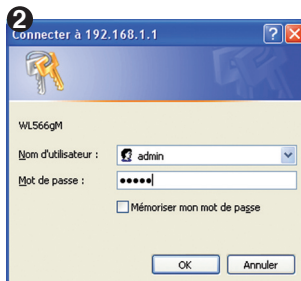 2
Connecter à 192.168.1.1
WL566gM
Nom d'utilisateur :
admin
Mot de passe :
●●●●●
Mémoriser mon mot de passe
OK
Annuler